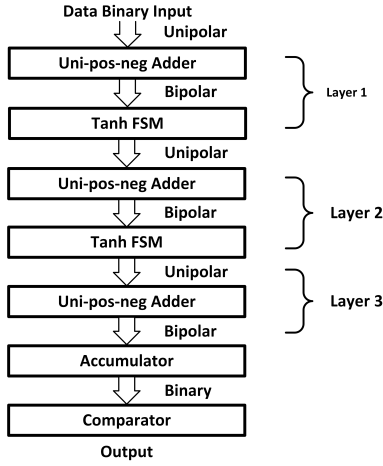 Data Binary Input
Unipolar
Uni-pos-neg Adder
Bipolar
Layer 1
Tanh FSM
Unipolar
Uni-pos-neg Adder
Bipolar
Layer 2
Tanh FSM
Unipolar
Uni-pos-neg Adder
Layer 3
Bipolar
Accumulator
Binary
Comparator
Output